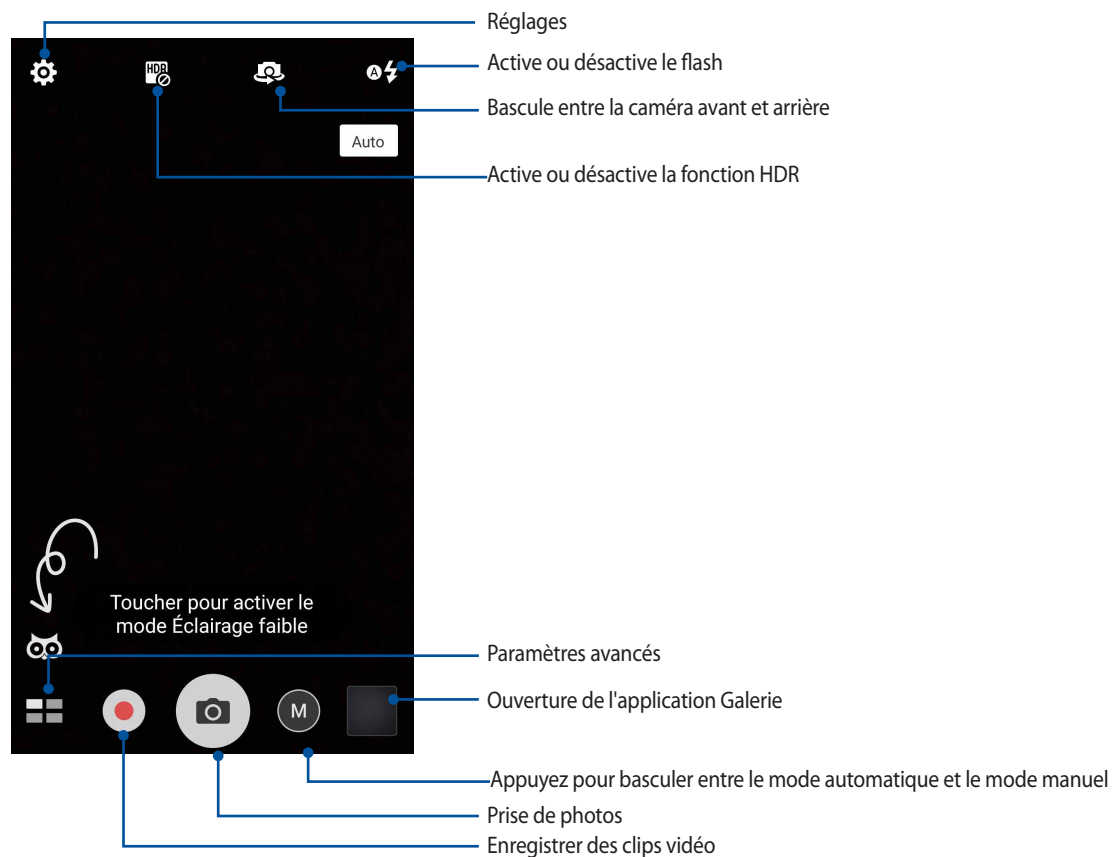 Réglages
Active ou désactive le flash
HDR
A
Bascule entre la caméra avant et arrière
Auto
Active ou désactive la fonction HDR
Toucher pour activer le
mode Éclairage faible
Paramètres avancés
Ouverture de l'application Galerie
M
Appuyez pour basculer entre le mode automatique et le mode manuel
Prise de photos
Enregistrer des clips vidéo